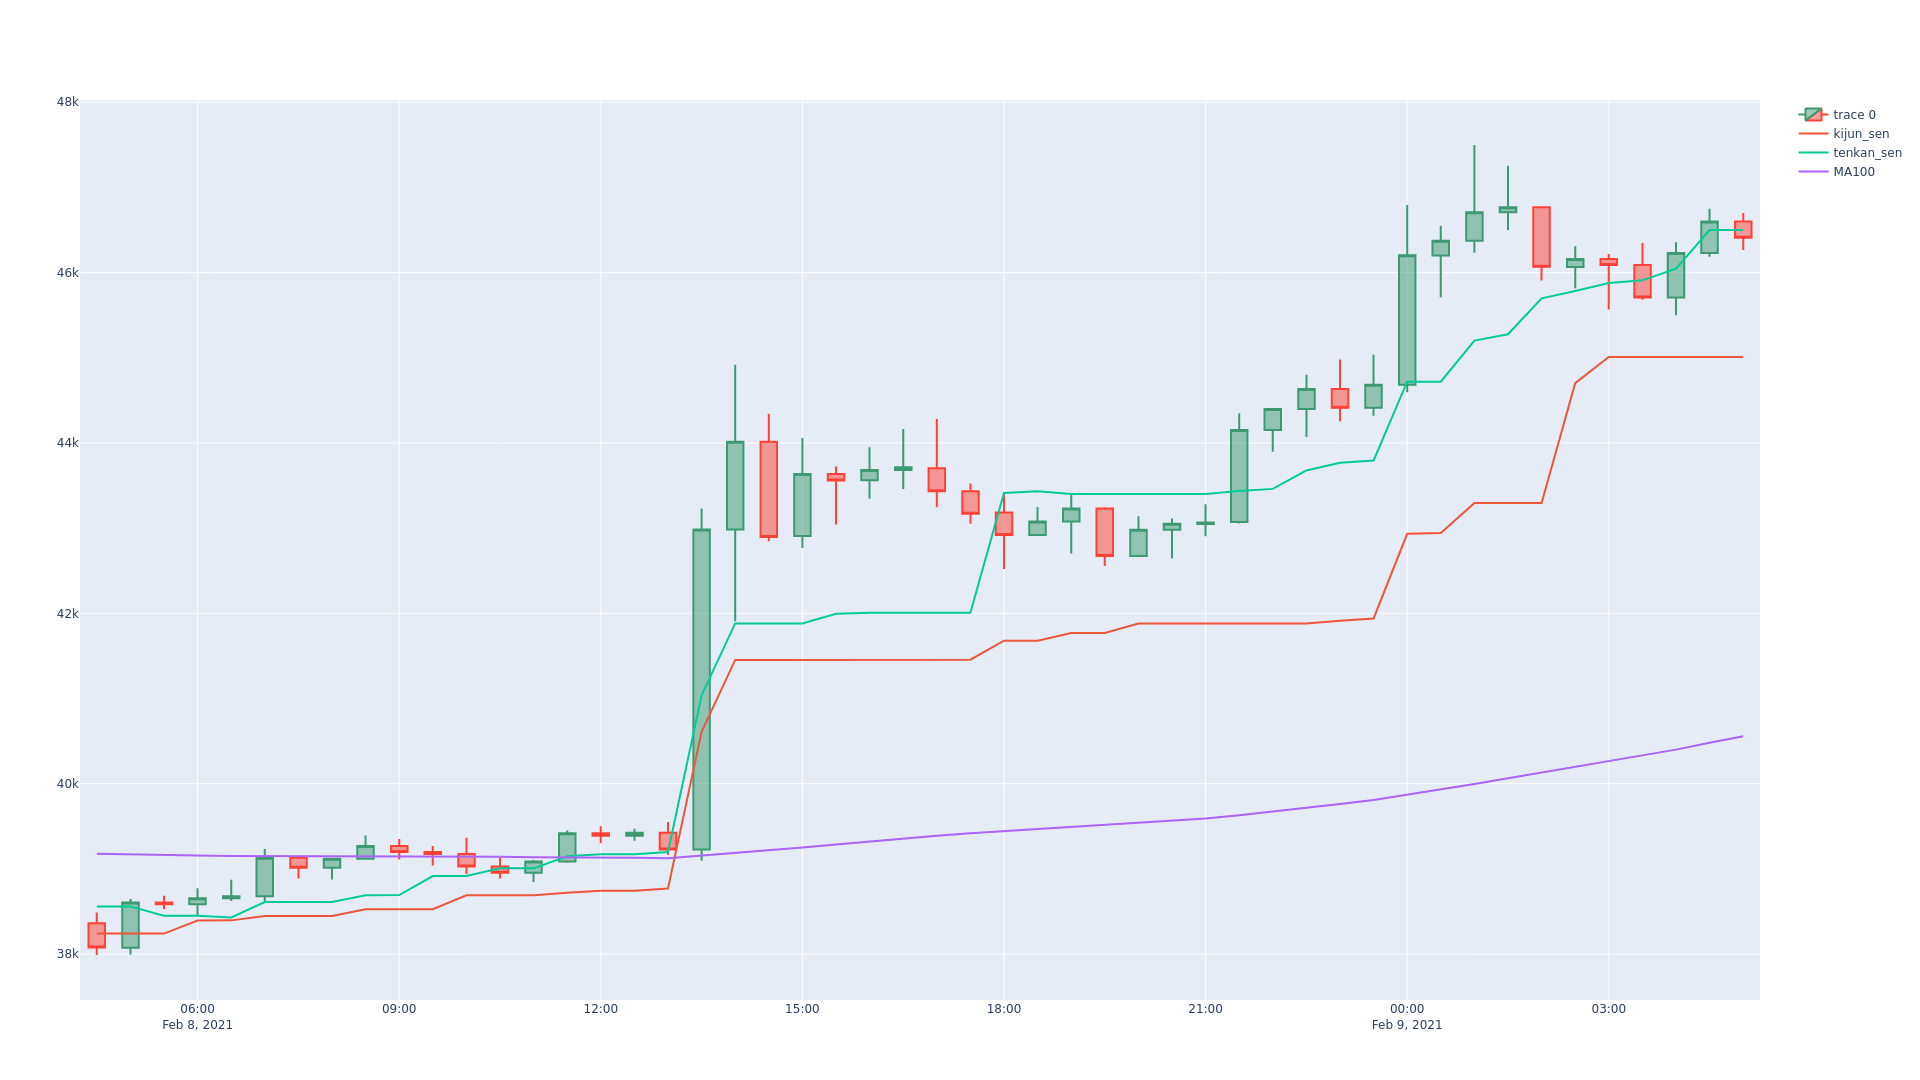 48k
46k
44k
42k
40k
38k
06:00
Feb 8, 2021
09:00
12:00
15:00
18:00
21:00
00:00
Feb 9, 2021
03:00
trace 0
kijun_sen
tenkan_sen
MA100